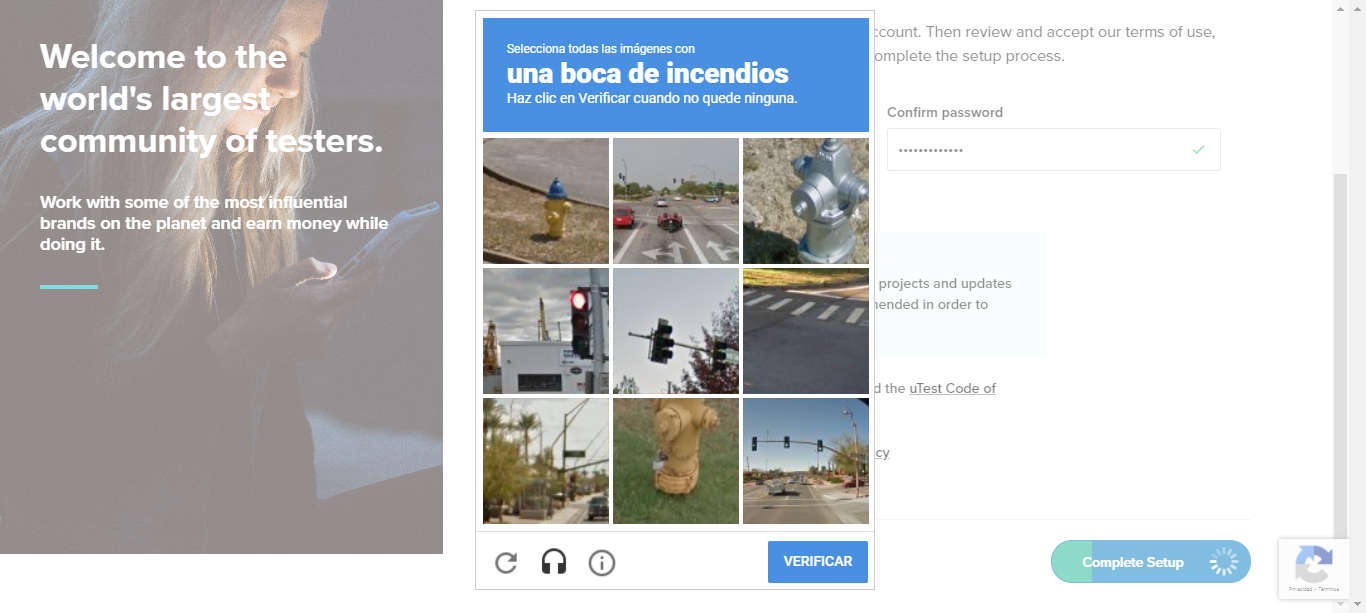 Welcome to the
world's largest
community of testers.
Work with some of the most influential
brands on the planet and earn money while
doing it.
Selecciona todas las imágenes con
una boca de incendios
Haz clic en Verificar cuando no quede ninguna.
VERIFICAR
ccount. Then review and accept our terms of use,
omplete the setup process.
Confirm password
projects and updates
ended in order to
d the uTest Code of
cy
Complete Setup
Privacidad - Términos